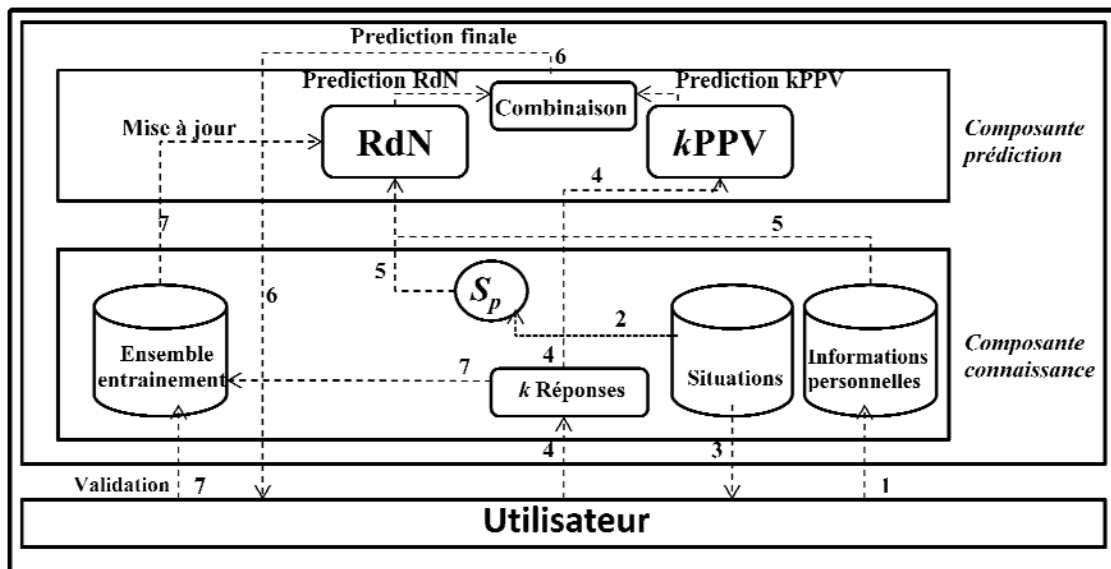 Prediction finale
6
Prediction RdN
Prediction kPPV
Combinaison
Mise à jour
RdN
kPPV
Composante
prédiction
4
7
5
5
6
Sp
2
Ensemble
entrainement
7
4
k Réponses
Situations
Informations
personnelles
Composante
connaissance
4
3
Validation
7
1
Utilisateur